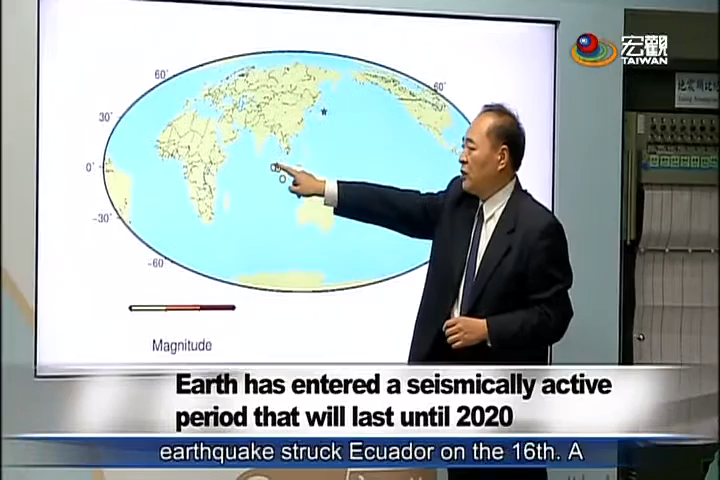 宏觀
TAIWAN
60°
60°
30°
0°
-30°
-60
Magnitude
Earth has entered a seismically active
period that will last until 2020
earthquake struck Ecuador on the 16th. A